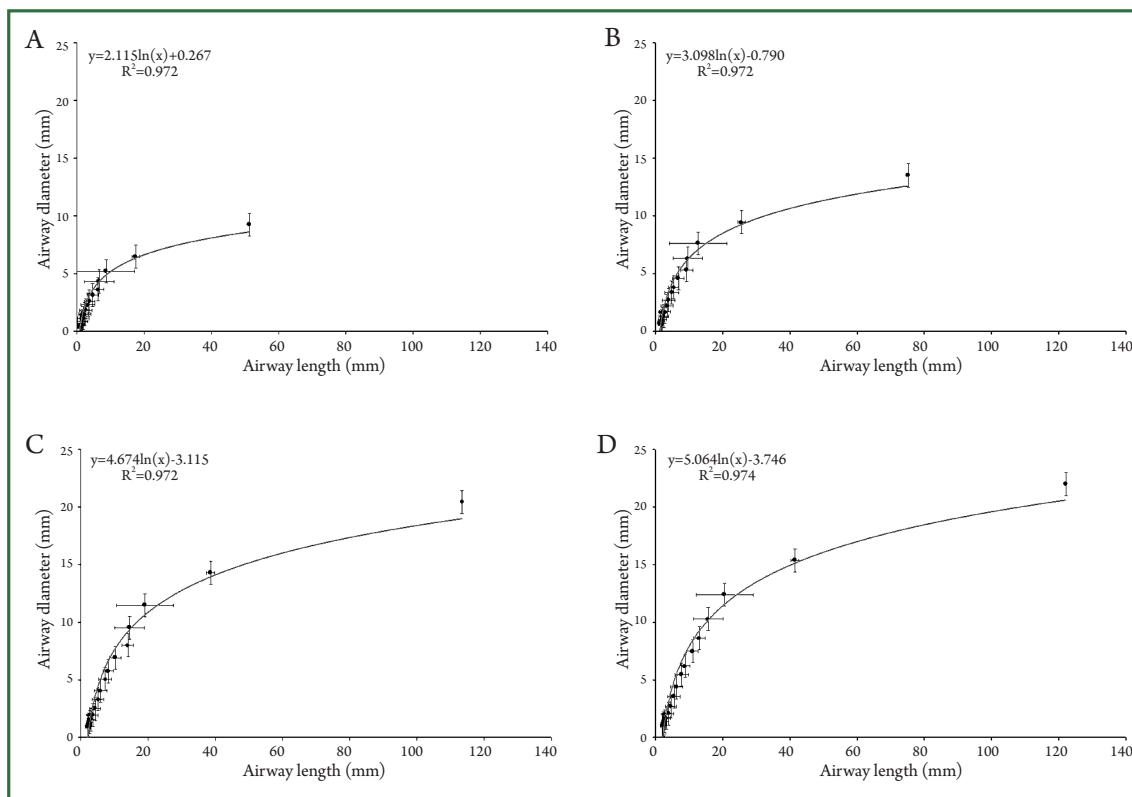 A
y=2.115ln(x)+0.267
R²=0.972
Airway dlameter (mm)
25
20
15
10
5
0
0 20 40 60 80 100 120 140
Airway length (mm)
B
y=3.098ln(x)-0.790
R²=0.972
Airway dlameter (mm)
25
20
15
10
5
0
0 20 40 60 80 100 120 140
Airway length (mm)
C
y=4.674ln(x)-3.115
R²=0.972
Airway dlameter (mm)
25
20
15
10
5
0
0 20 40 60 80 100 120 140
Airway length (mm)
D
y=5.064ln(x)-3.746
R²=0.974
Airway dlameter (mm)
25
20
15
10
5
0
0 20 40 60 80 100 120 140
Airway length (mm)